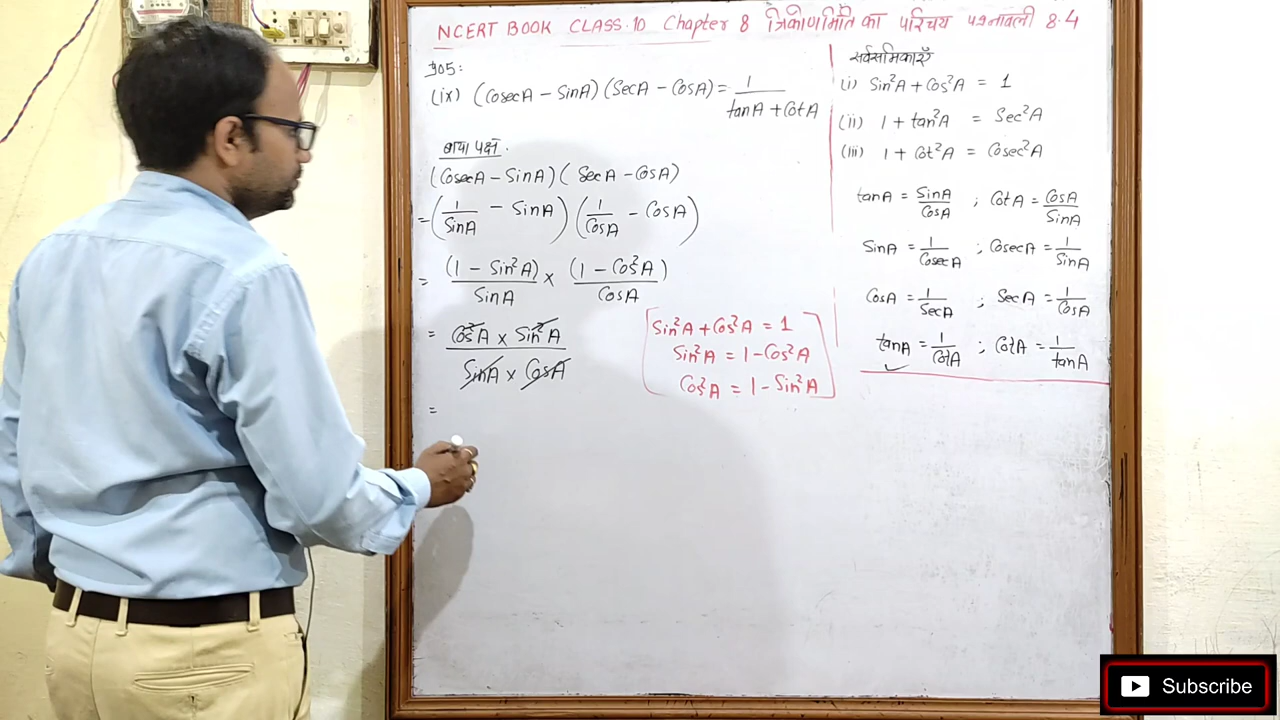 NCERT BOOK CLASS.10 Chapter 8 त्रिकोणमिति का परिचय प्रश्नावली 8.4
प्र05:
(ix) (CosecA - SinA)(SecA - CosA) = 1/(tanA + CotA)
बायां पक्ष
(CosecA - SinA)(SecA - CosA)
= (1/SinA - SinA)(1/CosA - CosA)
= (1 - Sin²A)/SinA × (1 - Cos²A)/CosA
= (Cos²A × Sin²A)/(SinA × CosA)
=
Sin²A + Cos²A = 1
Sin²A = 1 - Cos²A
Cos²A = 1 - Sin²A
सर्वसमिकाएँ
(i) Sin²A + Cos²A = 1
(ii) 1 + tan²A = Sec²A
(iii) 1 + Cot²A = Cosec²A
tanA = SinA/CosA ; CotA = CosA/SinA
SinA = 1/CosecA ; CosecA = 1/SinA
CosA = 1/SecA ; SecA = 1/CosA
tanA = 1/CotA ; CotA = 1/tanA
Subscribe